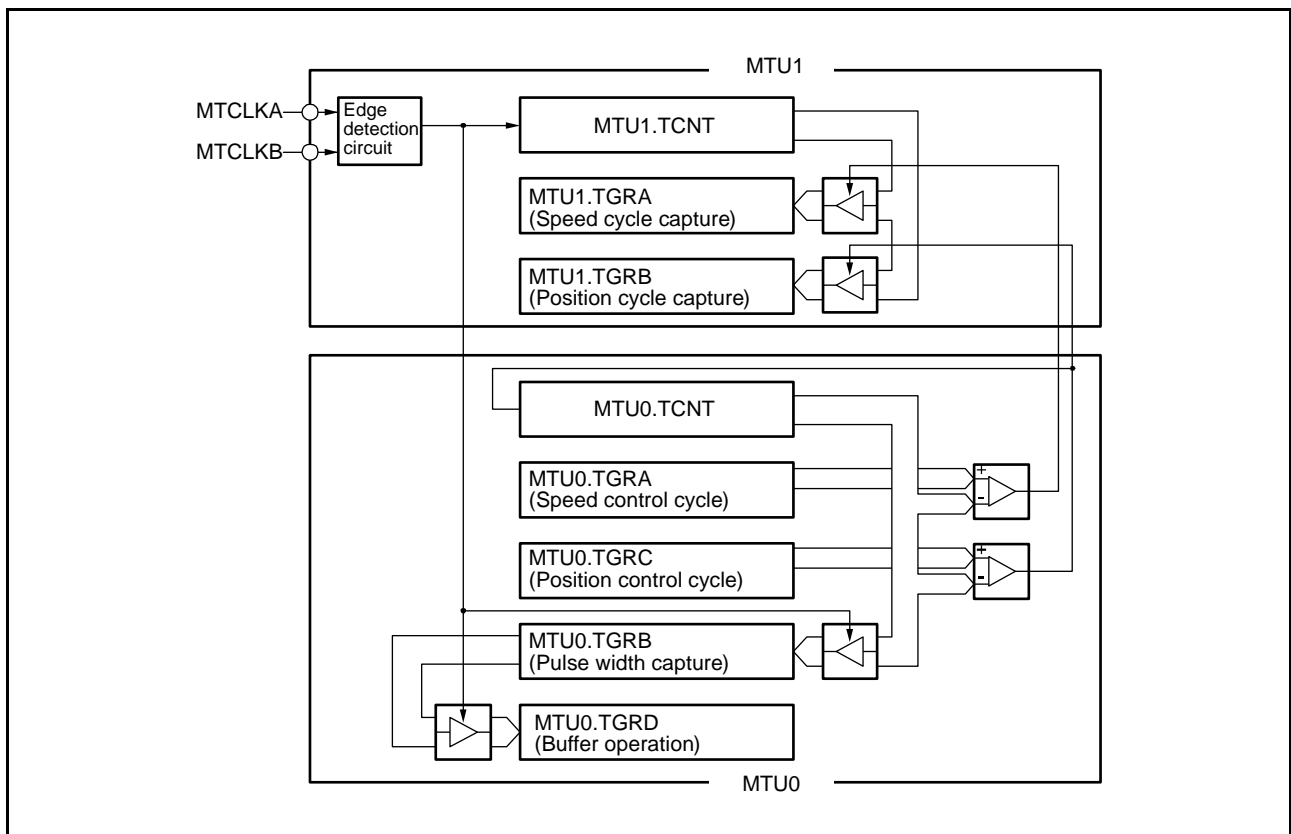 MTU1
MTCLKA
MTCLKB
Edge
detection
circuit
MTU1.TCNT
MTU1.TGRA
(Speed cycle capture)
MTU1.TGRB
(Position cycle capture)
MTU0.TCNT
MTU0.TGRA
(Speed control cycle)
+
-
MTU0.TGRC
(Position control cycle)
+
-
MTU0.TGRB
(Pulse width capture)
MTU0.TGRD
(Buffer operation)
MTU0